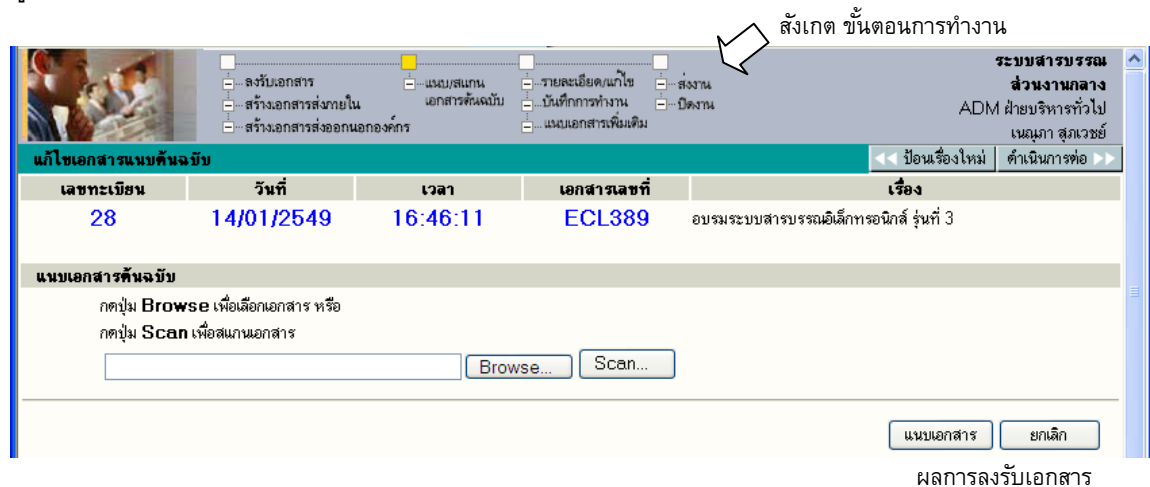 สังเกต ขั้นตอนการทำงาน
ลงรับเอกสาร
สร้างเอกสารส่งภายใน
สร้างเอกสารส่งออกนอกองค์กร
แนบ/สแกน
เอกสารต้นฉบับ
รายละเอียด/แก้ไข
บันทึกการทำงาน
แนบเอกสารเพิ่มเติม
ส่งงาน
ปิดงาน
ระบบสารบรรณ
ส่วนงานกลาง
ADM ฝ่ายบริหารทั่วไป
เนณุภา สุภเวชย์
แก้ไขเอกสารแนบต้นฉบับ
ป้อนเรื่องใหม่
ดำเนินการต่อ
เลขทะเบียน วันที่ เวลา เอกสารเลขที่ เรื่อง
28 14/01/2549 16:46:11 ECL389 อบรมระบบสารบรรณอิเล็กทรอนิกส์ รุ่นที่ 3
แนบเอกสารต้นฉบับ
กดปุ่ม Browse เพื่อเลือกเอกสาร หรือ
กดปุ่ม Scan เพื่อสแกนเอกสาร
Browse... Scan...
แนบเอกสาร ยกเลิก
ผลการลงรับเอกสาร